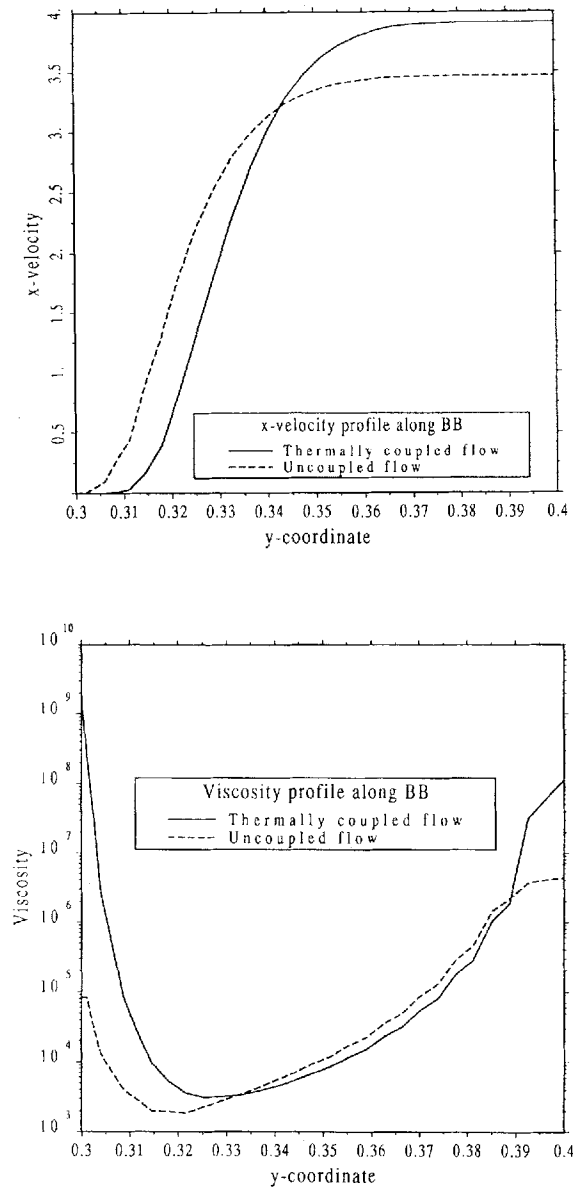 4.
3.5
3.
2.5
2.
1.5
1.
0.5
x-velocity
x-velocity profile along BB
Thermally coupled flow
Uncoupled flow
0.3 0.31 0.32 0.33 0.34 0.35 0.36 0.37 0.38 0.39 0.4
y-coordinate
10 10
10 9
10 8
10 7
10 6
10 5
10 4
10 3
Viscosity
Viscosity profile along BB
Thermally coupled flow
Uncoupled flow
0.3 0.31 0.32 0.33 0.34 0.35 0.36 0.37 0.38 0.39 0.4
y-coordinate